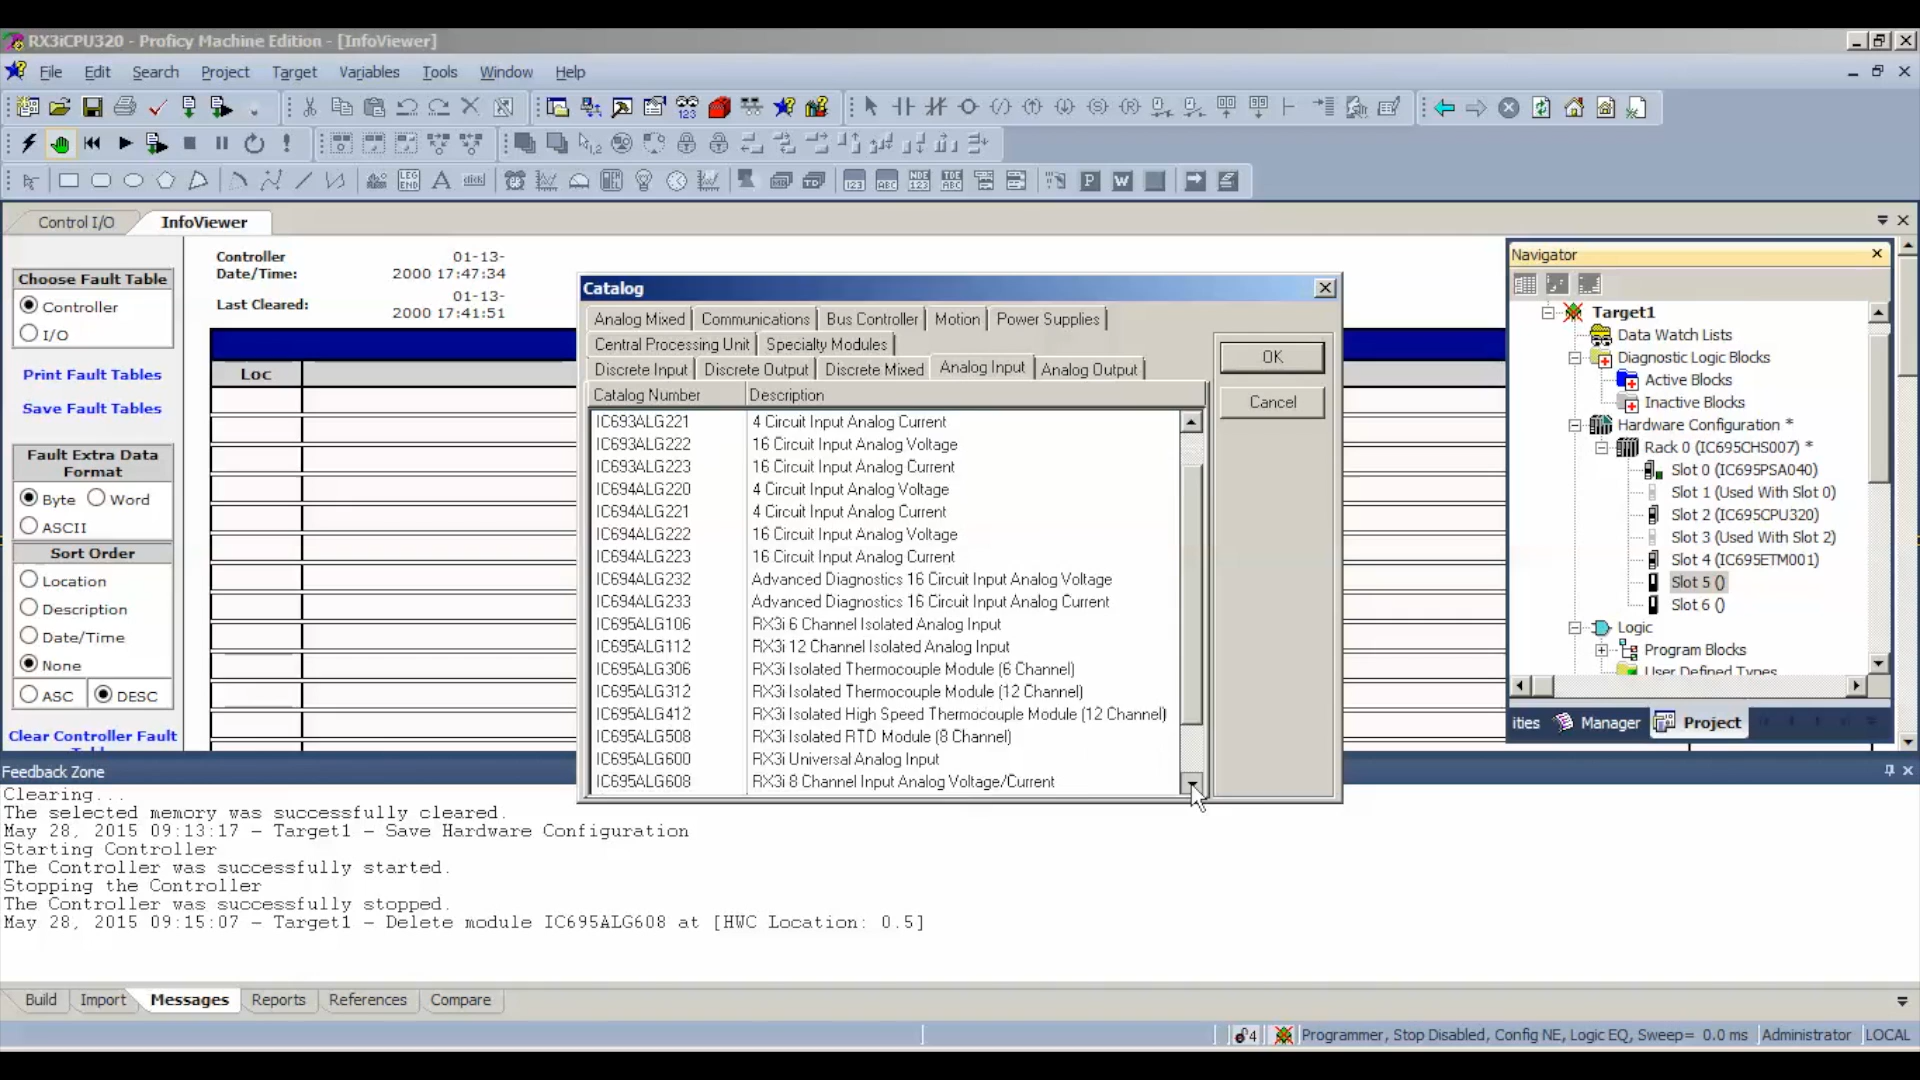 RX3iCPU320 - Proficy Machine Edition - [InfoViewer]
File Edit Search Project Target Variables Tools Window Help
Control I/O InfoViewer
Choose Fault Table
Controller
I/O
Print Fault Tables
Save Fault Tables
Fault Extra Data
Format
Byte Word
ASCII
Sort Order
Location
Description
Date/Time
None
ASC DESC
Clear Controller Fault
Controller
Date/Time:
01-13-
2000 17:47:34
Last Cleared:
01-13-
2000 17:41:51
Loc
Catalog
Analog Mixed Communications Bus Controller Motion Power Supplies
Central Processing Unit Specialty Modules
Discrete Input Discrete Output Discrete Mixed Analog Input Analog Output
Catalog Number Description
IC693ALG221 4 Circuit Input Analog Current
IC693ALG222 16 Circuit Input Analog Voltage
IC693ALG223 16 Circuit Input Analog Current
IC694ALG220 4 Circuit Input Analog Voltage
IC694ALG221 4 Circuit Input Analog Current
IC694ALG222 16 Circuit Input Analog Voltage
IC694ALG223 16 Circuit Input Analog Current
IC694ALG232 Advanced Diagnostics 16 Circuit Input Analog Voltage
IC694ALG233 Advanced Diagnostics 16 Circuit Input Analog Current
IC695ALG106 RX3i 6 Channel Isolated Analog Input
IC695ALG112 RX3i 12 Channel Isolated Analog Input
IC695ALG306 RX3i Isolated Thermocouple Module (6 Channel)
IC695ALG312 RX3i Isolated Thermocouple Module (12 Channel)
IC695ALG412 RX3i Isolated High Speed Thermocouple Module (12 Channel)
IC695ALG508 RX3i Isolated RTD Module (8 Channel)
IC695ALG600 RX3i Universal Analog Input
IC695ALG608 RX3i 8 Channel Input Analog Voltage/Current
OK
Cancel
Navigator
Target1
Data Watch Lists
Diagnostic Logic Blocks
Active Blocks
Inactive Blocks
Hardware Configuration *
Rack 0 (IC695CHS007) *
Slot 0 (IC695PSA040)
Slot 1 (Used With Slot 0)
Slot 2 (IC695CPU320)
Slot 3 (Used With Slot 2)
Slot 4 (IC695ETM001)
Slot 5 ()
Slot 6 ()
Logic
Program Blocks
User Defined Types
ities Manager Project
Feedback Zone
Clearing...
The selected memory was successfully cleared.
May 28, 2015 09:13:17 - Target1 - Save Hardware Configuration
Starting Controller
The Controller was successfully started.
Stopping the Controller
The Controller was successfully stopped.
May 28, 2015 09:15:07 - Target1 - Delete module IC695ALG608 at [HWC Location: 0.5]
Build Import Messages Reports References Compare
4 Programmer, Stop Disabled, Config NE, Logic EQ, Sweep= 0.0 ms Administrator LOCAL